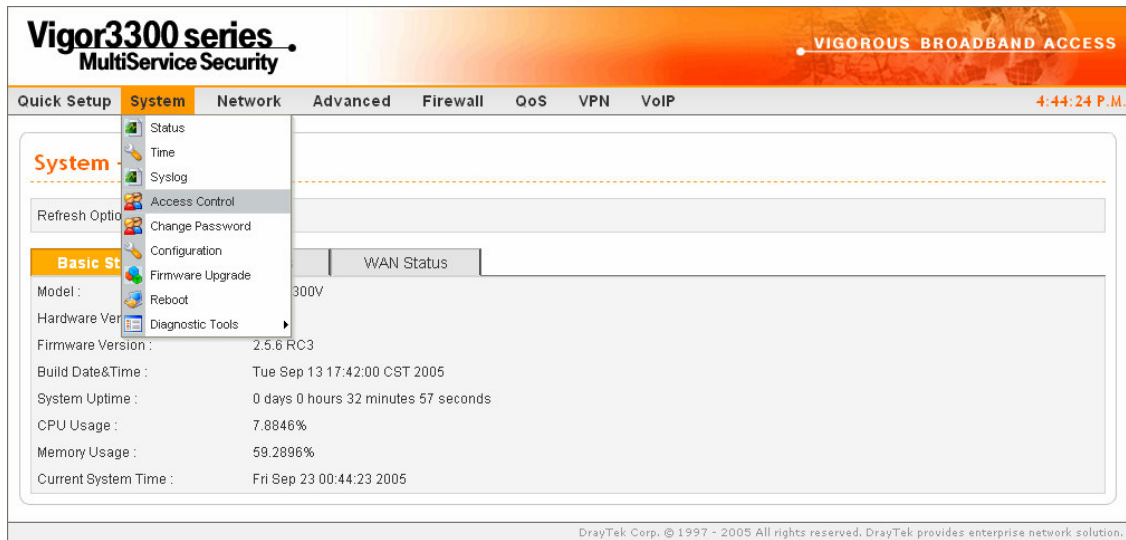 Vigor3300 series
MultiService Security
VIGOROUS BROADBAND ACCESS
Quick Setup System Network Advanced Firewall QoS VPN VoIP 4:44:24 P.M.
Status
Time
System -
Syslog
Access Control
Refresh Optio
Change Password
Configuration
Basic St WAN Status
Firmware Upgrade
Model : 300V
Reboot
Hardware Ver
Diagnostic Tools
Firmware Version : 2.5.6 RC3
Build Date&Time : Tue Sep 13 17:42:00 CST 2005
System Uptime : 0 days 0 hours 32 minutes 57 seconds
CPU Usage : 7.8846%
Memory Usage : 59.2896%
Current System Time : Fri Sep 23 00:44:23 2005
DrayTek Corp. © 1997 - 2005 All rights reserved. DrayTek provides enterprise network solution.